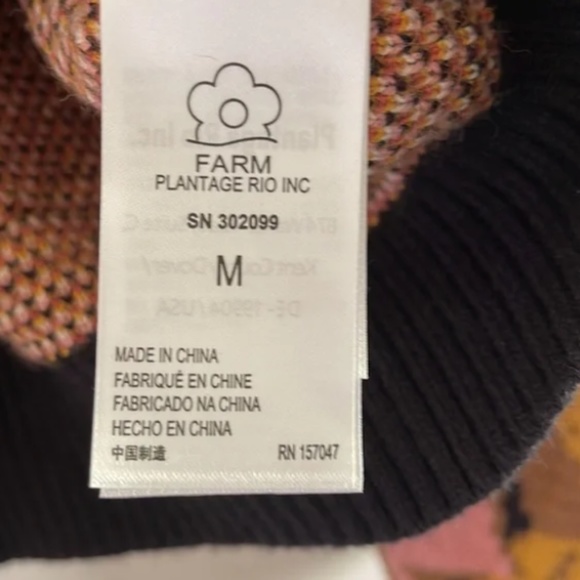 FARM
PLANTAGE RIO INC
SN 302099
M
MADE IN CHINA
FABRIQUÉ EN CHINE
FABRICADO NA CHINA
HECHO EN CHINA
中国制造 RN 157047